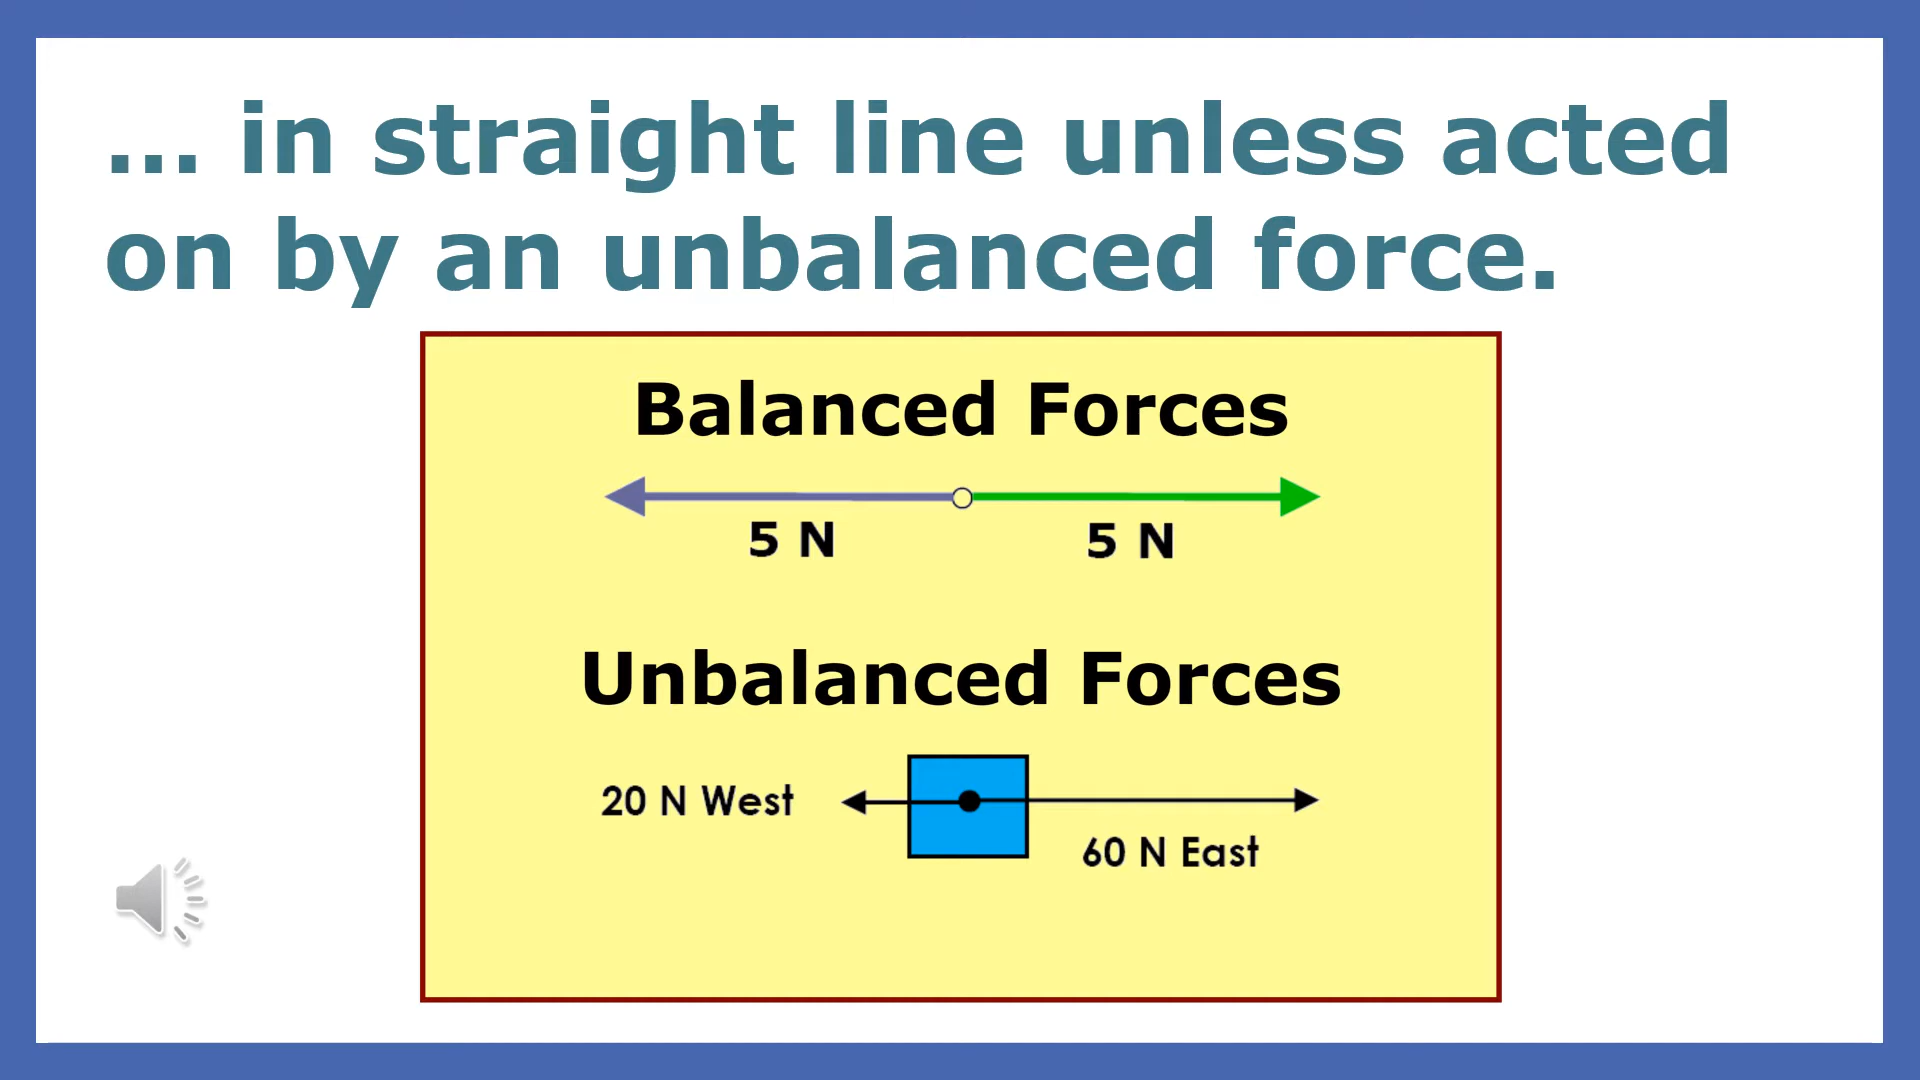 ... in straight line unless acted
on by an unbalanced force.
Balanced Forces
5 N 5 N
Unbalanced Forces
20 N West
60 N East